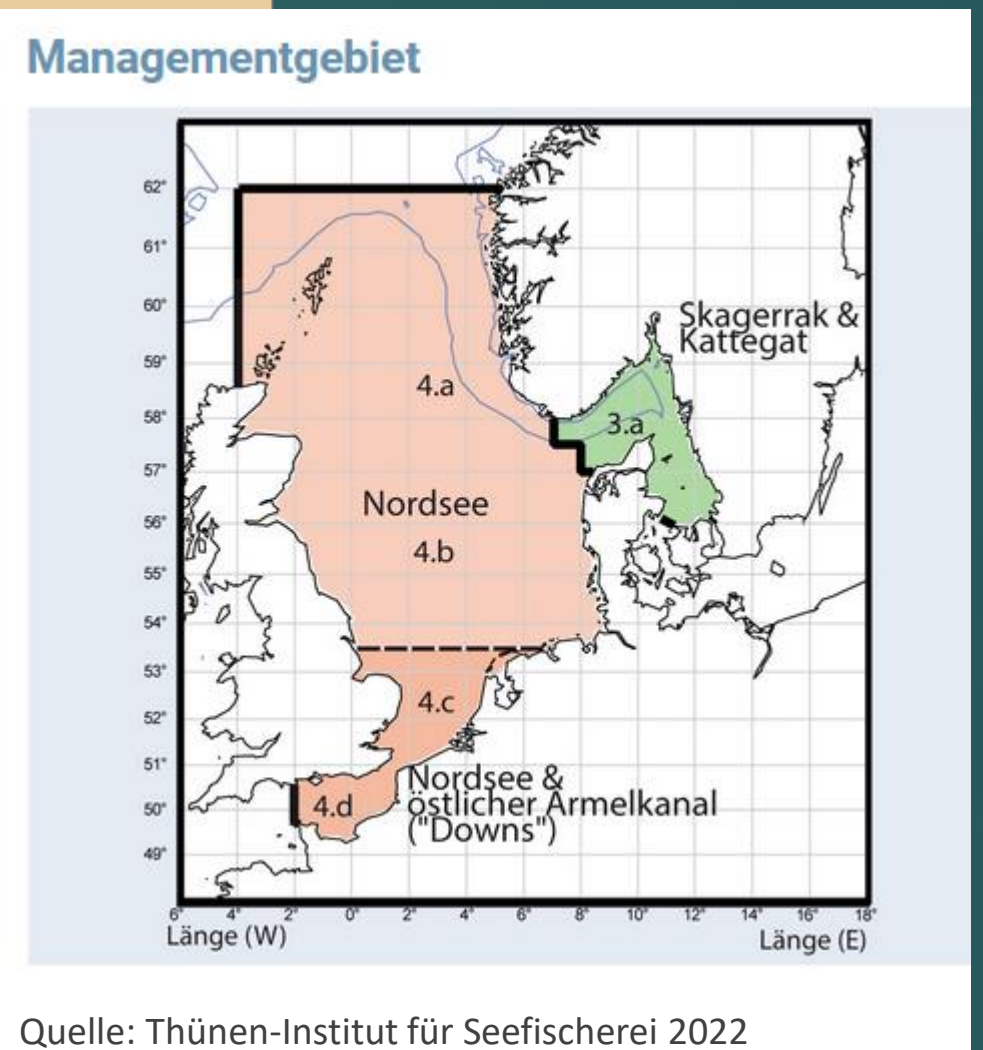 Managementgebiet
62°
61°
60°
59°
58°
57°
56°
55°
54°
53°
52°
51°
50°
49°
Skagerrak &
Kattegat
4.a
3.a
Nordsee
4.b
4.c
4.d
Nordsee &
östlicher Armelkanal
("Downs")
6° 4° 2° 0° 2° 4° 6° 8° 10° 12° 14° 16° 18°
Länge (W) Länge (E)
Quelle: Thünen-Institut für Seefischerei 2022